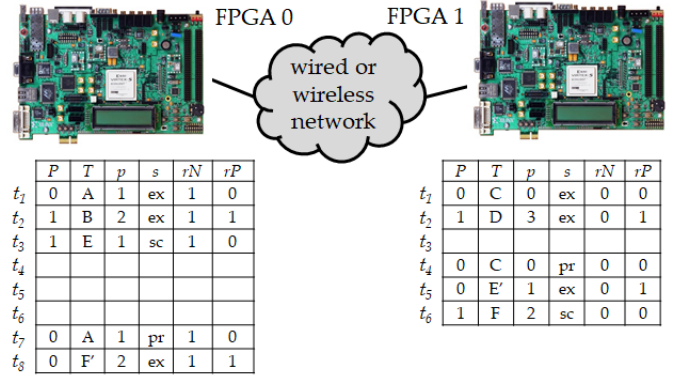 FPGA 0
FPGA 1
wired or
wireless
network
P T p s rN rP
t1 0 A 1 ex 1 0
t2 1 B 2 ex 1 1
t3 1 E 1 sc 1 0
t4
t5
t6
t7 0 A 1 pr 1 0
t8 0 F' 2 ex 1 1
P T p s rN rP
t1 0 C 0 ex 0 0
t2 1 D 3 ex 0 1
t3
t4 0 C 0 pr 0 0
t5 0 E' 1 ex 0 1
t6 1 F 2 sc 0 0